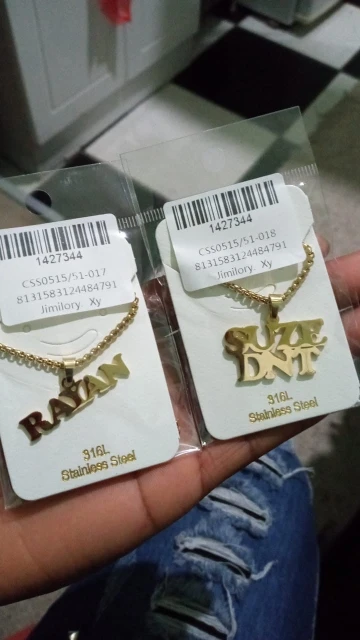 1427344
CSS0515/51-017
8131583124484791
Jimilory Xy
RAYAN
316L
Stainless Steel
1427344
CSS0515/51-018
8131583124484791
Jimilory Xy
SUZE
DNT
316L
Stainless Steel